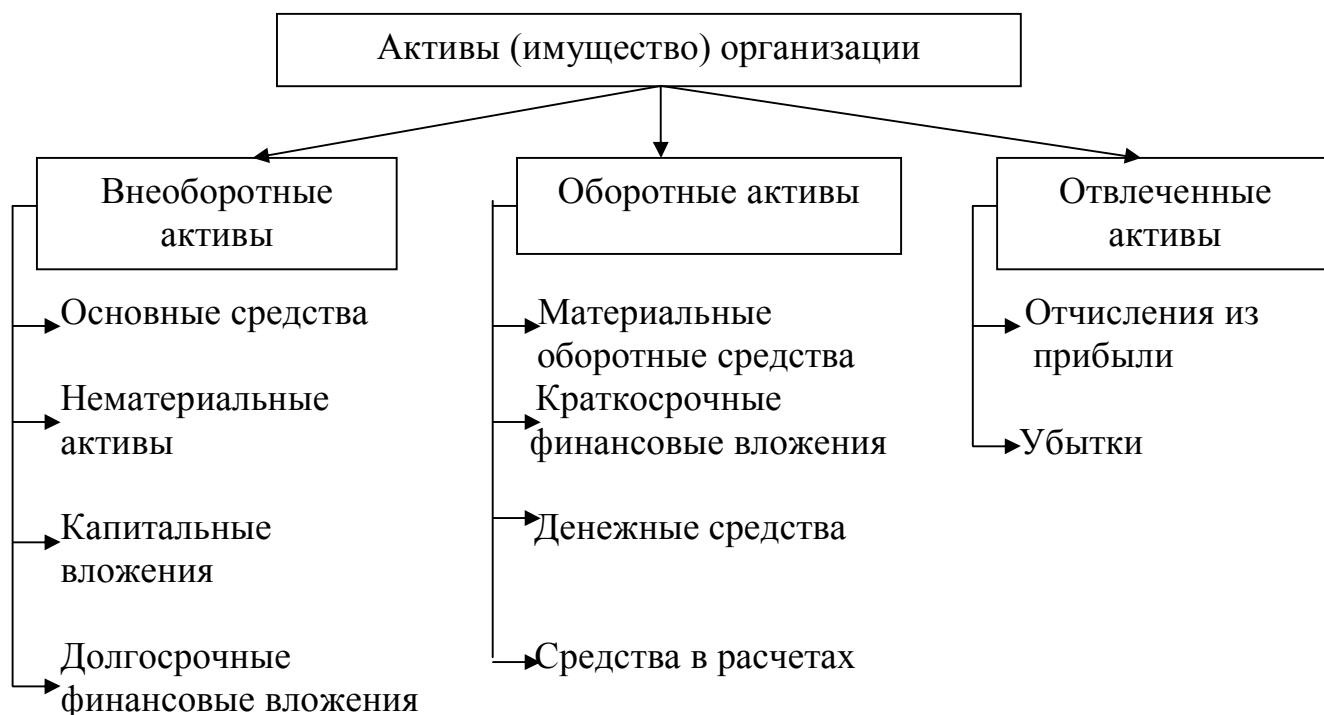 Активы (имущество) организации
Внеоборотные
активы
Основные средства
Нематериальные
активы
Капитальные
вложения
Долгосрочные
финансовые вложения
Оборотные активы
Материальные
оборотные средства
Краткосрочные
финансовые вложения
Денежные средства
Средства в расчетах
Отвлеченные
активы
Отчисления из
прибыли
Убытки